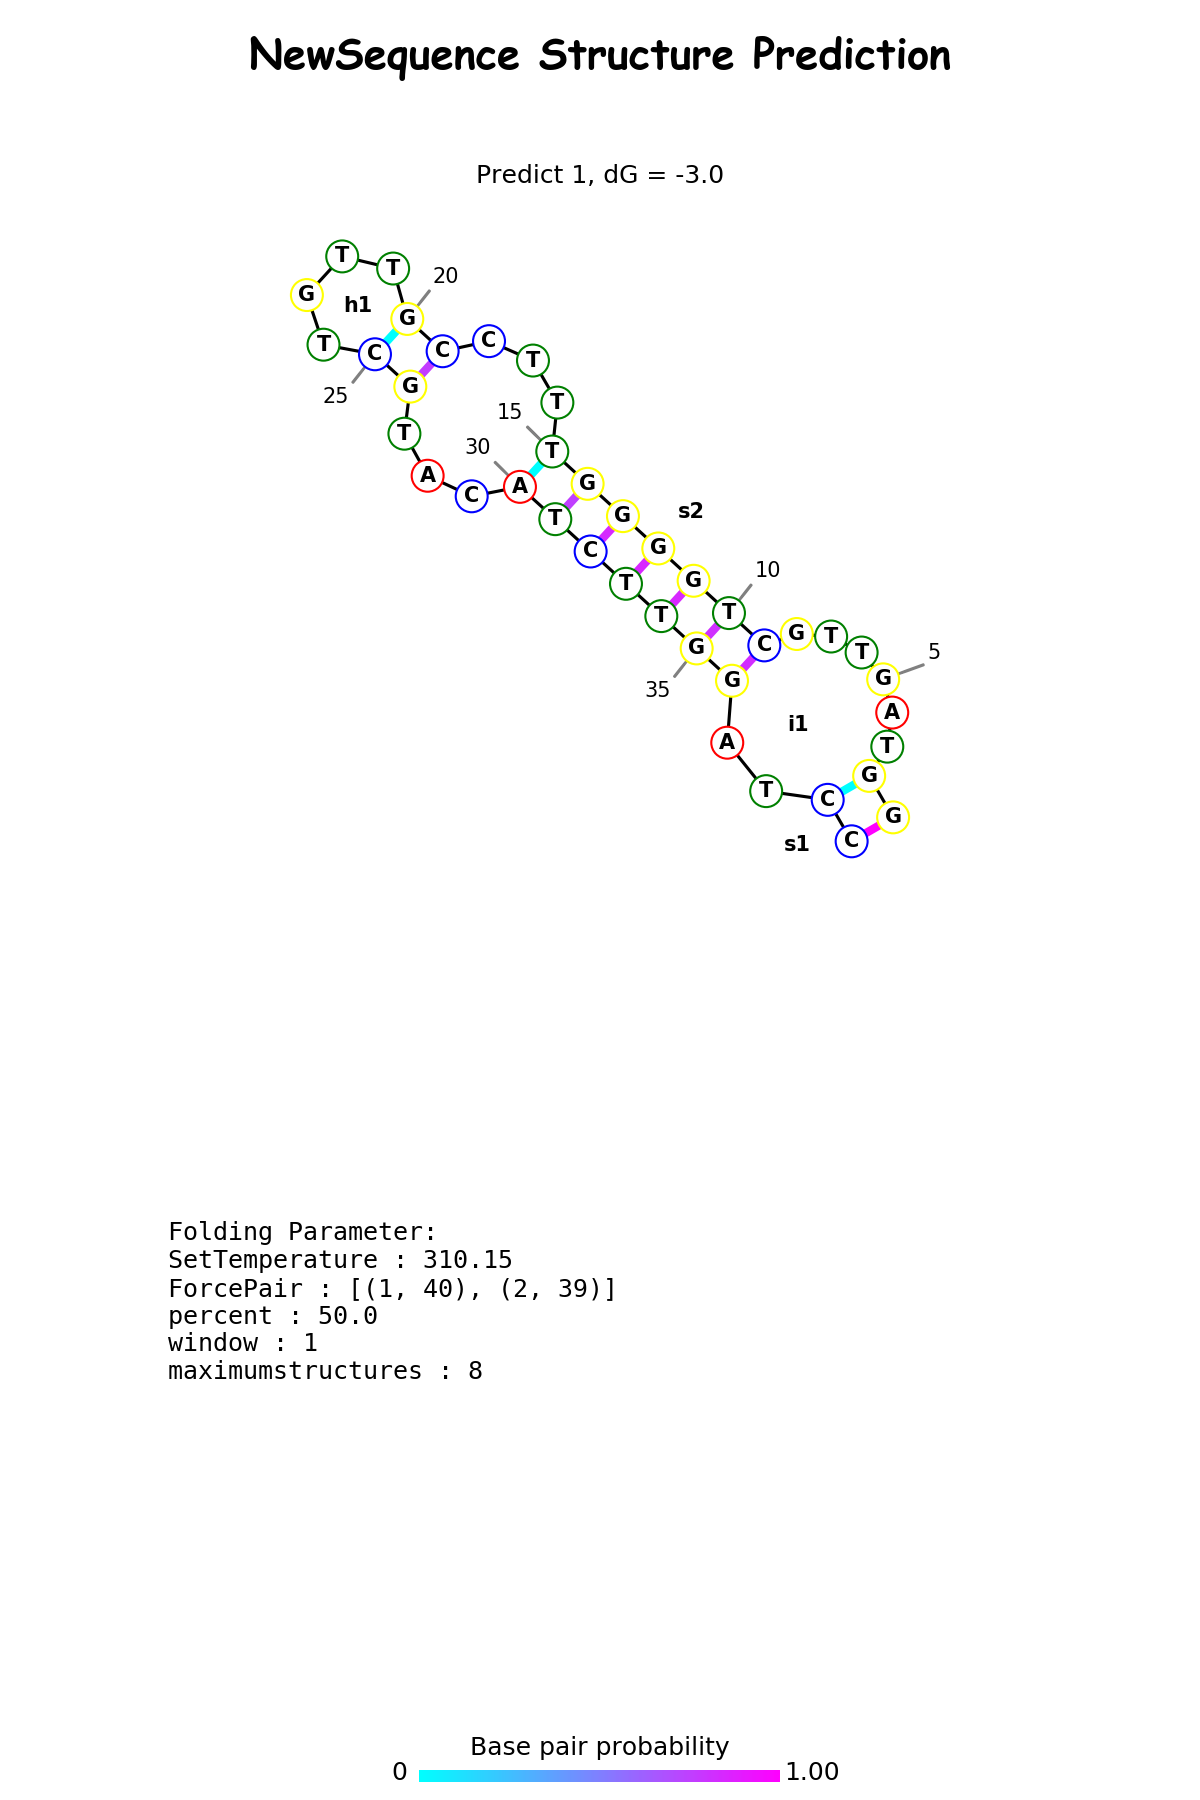 NewSequence Structure Prediction
Predict 1, dG = -3.0
T T
20
G
h1 G
C C
T C
T
25 G
T
15
T
30 T
A
C A G
T G s2
C G
T G
10
T T
G C G T T
5
35 G G
A
i1
A T
T C G
s1 C G
Folding Parameter:
SetTemperature : 310.15
ForcePair : [(1, 40), (2, 39)]
percent : 50.0
window : 1
maximumstructures : 8
Base pair probability
0 1.00